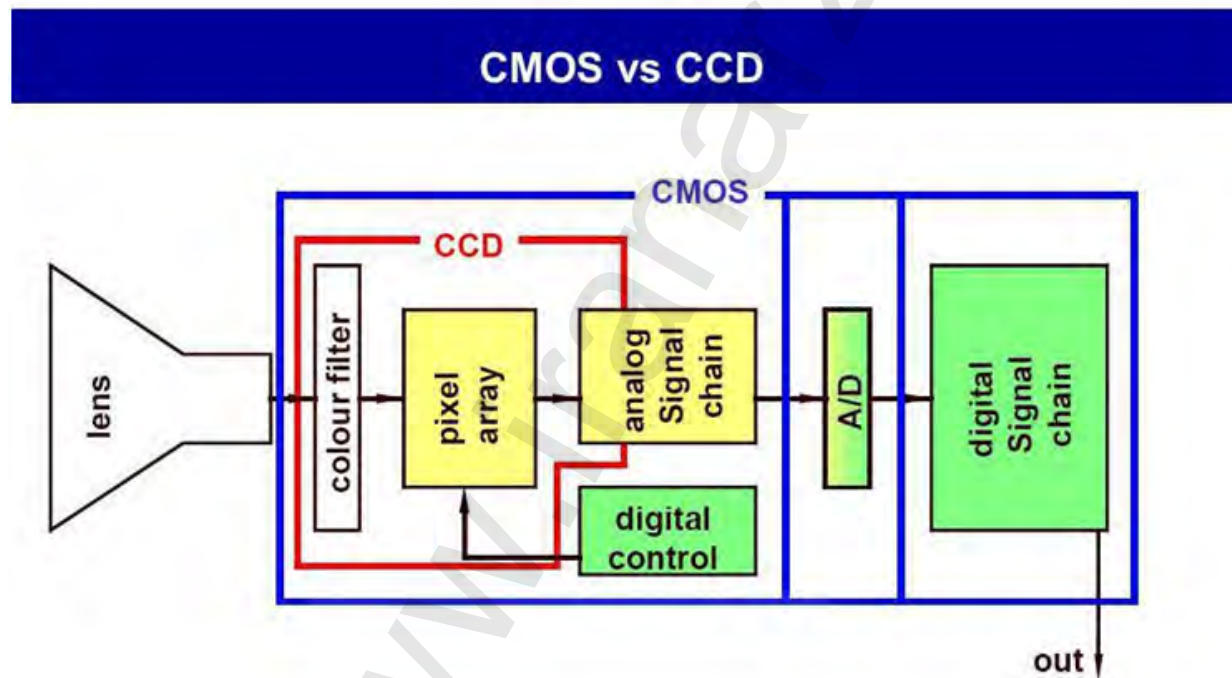 CMOS vs CCD
CMOS
CCD
lens
colour filter
pixel
array
analog
Signal
chain
A/D
digital
Signal
chain
digital
control
out